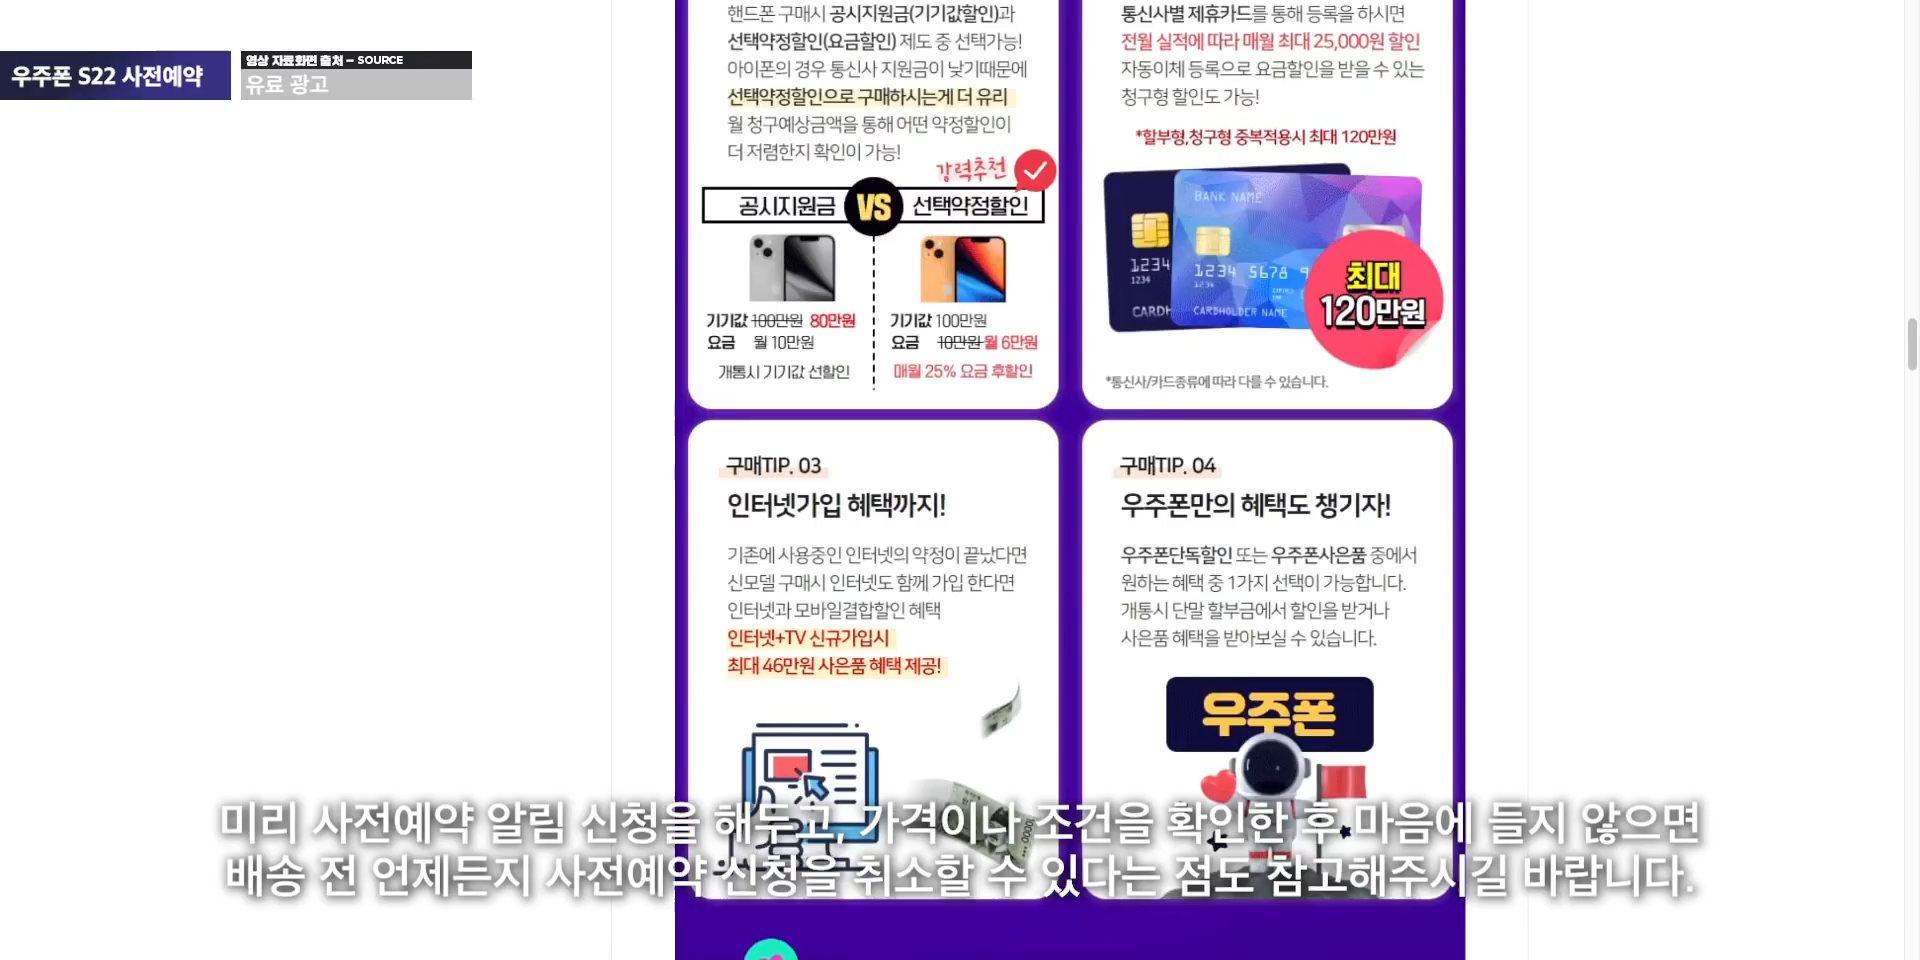 우주폰 S22 사전예약
영상 자료화면 출처 – SOURCE
유료 광고
핸드폰 구매시 공시지원금(기기값할인)과
선택약정할인(요금할인) 제도 중 선택가능!
아이폰의 경우 통신사 지원금이 낮기때문에
선택약정할인으로 구매하시는게 더 유리
월 청구예상금액을 통해 어떤 약정할인이
더 저렴한지 확인이 가능!
강력추천
공시지원금 VS 선택약정할인
기기값 100만원 80만원
요금 월 10만원
개통시 기기값 선할인
기기값 100만원
요금 10만원 월 6만원
매월 25% 요금 후할인
통신사별 제휴카드를 통해 등록을 하시면
전월 실적에 따라 매월 최대 25,000원 할인
자동이체 등록으로 요금할인을 받을 수 있는
청구형 할인도 가능!
*할부형,청구형 중복적용시 최대 120만원
BANK NAME
1234
1234
CARDH
1234 5678 9
1234
CARDHOLDER NAME
최대
120만원
*통신사/카드종류에 따라 다를 수 있습니다.
구매TIP. 03
인터넷가입 혜택까지!
기존에 사용중인 인터넷의 약정이 끝났다면
신모델 구매시 인터넷도 함께 가입 한다면
인터넷과 모바일결합할인 혜택
인터넷+TV 신규가입시
최대 46만원 사은품 혜택 제공!
구매TIP. 04
우주폰만의 혜택도 챙기자!
우주폰단독할인 또는 우주폰사은품 중에서
원하는 혜택 중 1가지 선택이 가능합니다.
개통시 단말 할부금에서 할인을 받거나
사은품 혜택을 받아보실 수 있습니다.
우주폰
미리 사전예약 알림 신청을 해두고, 가격이나 조건을 확인한 후 마음에 들지 않으면
배송 전 언제든지 사전예약 신청을 취소할 수 있다는 점도 참고해주시길 바랍니다.